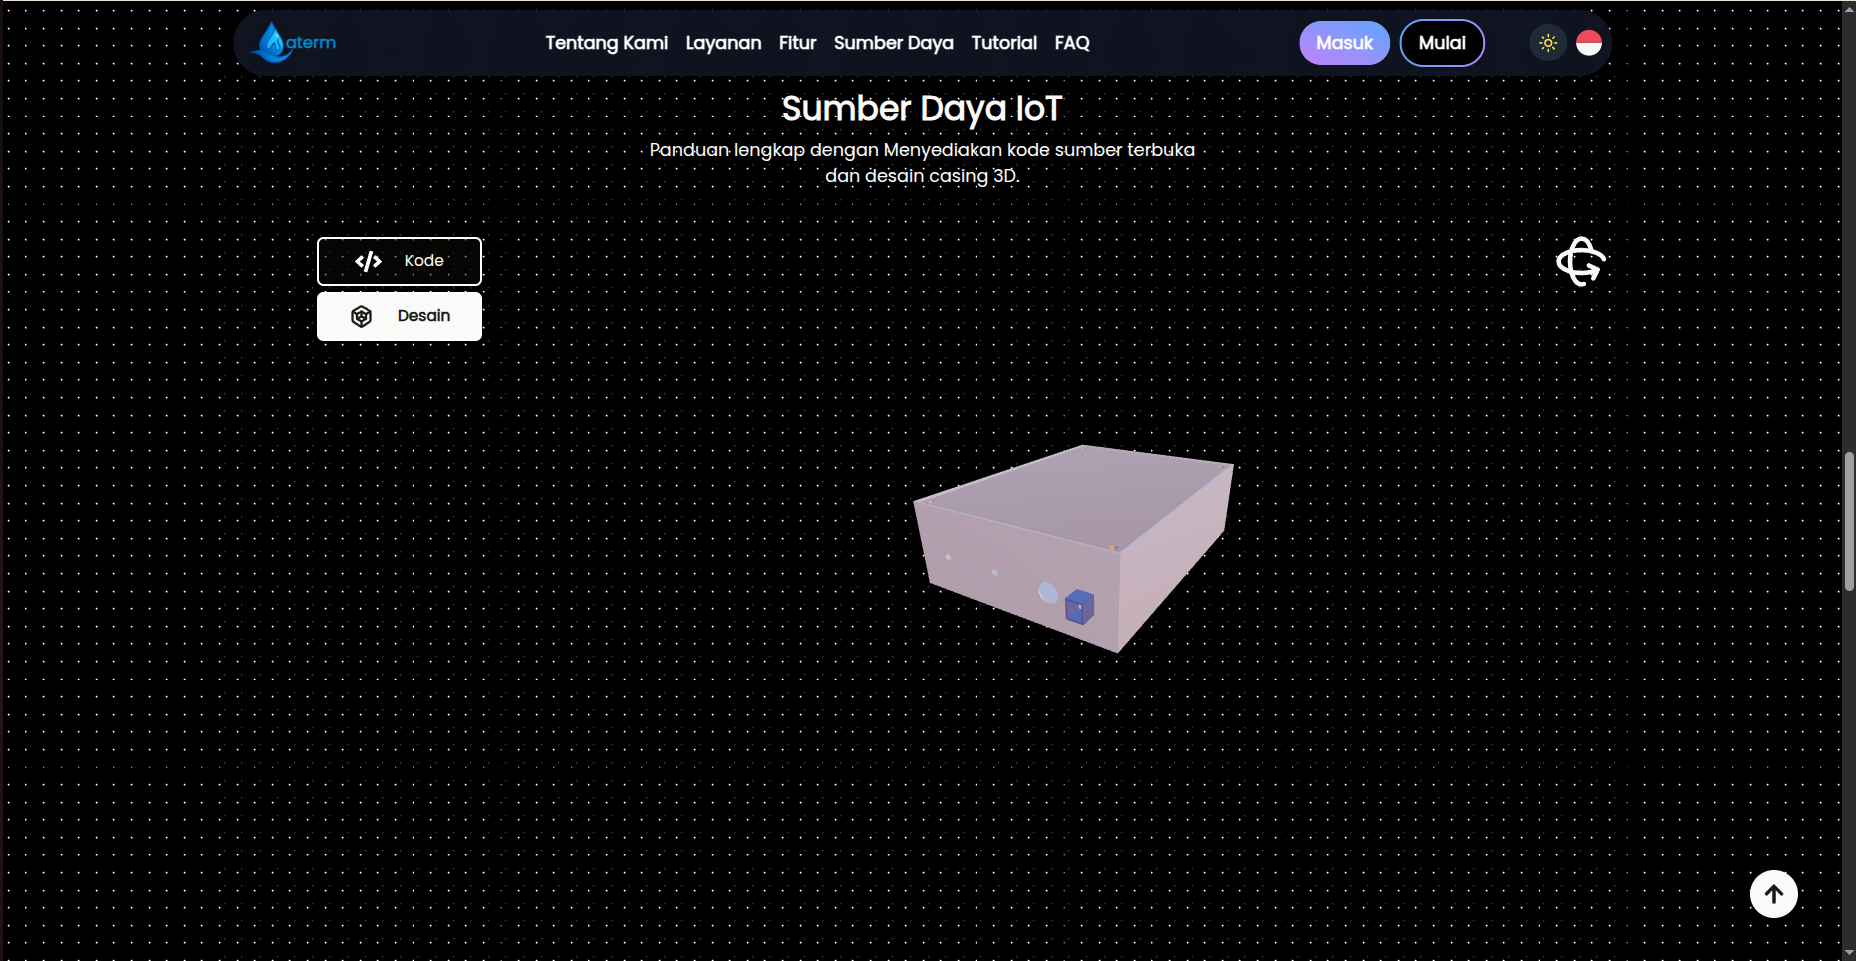 aterm
Tentang Kami Layanan Fitur Sumber Daya Tutorial FAQ
Masuk Mulai
Sumber Daya IoT
Panduan lengkap dengan Menyediakan kode sumber terbuka
dan desain casing 3D.
Kode
Desain